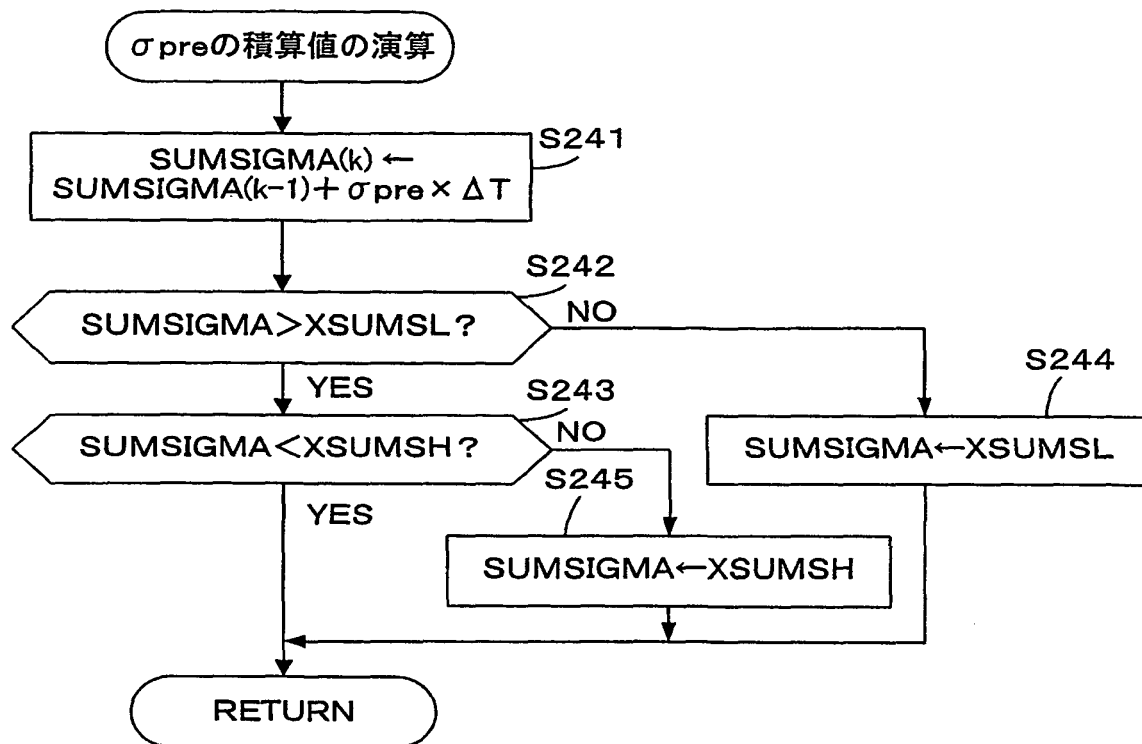 σpreの積算値の演算
S241
SUMSIGMA(k)←
SUMSIGMA(k-1)+σpre×ΔT
S242
SUMSIGMA>XSUMSL?
NO
YES
S243
SUMSIGMA<XSUMSH?
NO
YES
S244
SUMSIGMA←XSUMSL
S245
SUMSIGMA←XSUMSH
RETURN